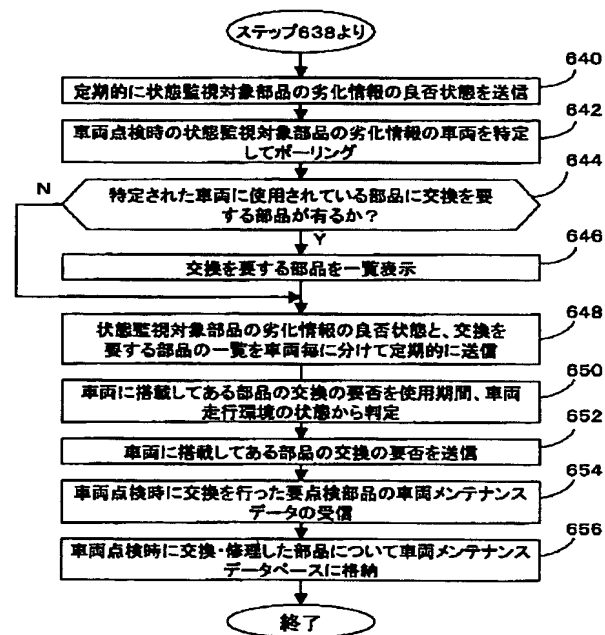 ステップ638より
640
定期的に状態監視対象部品の劣化情報の良否状態を送信
642
車両点検時の状態監視対象部品の劣化情報の車両を特定
してポーリング
644
N
特定された車両に使用されている部品に交換を要
する部品が有るか？
Y
646
交換を要する部品を一覧表示
648
状態監視対象部品の劣化情報の良否状態と、交換を
要する部品の一覧を車両毎に分けて定期的に送信
650
車両に搭載してある部品の交換の要否を使用期間、車両
走行環境の状態から判定
652
車両に搭載してある部品の交換の要否を送信
654
車両点検時に交換を行った要点検部品の車両メンテナンス
データの受信
656
車両点検時に交換・修理した部品について車両メンテナンス
データベースに格納
終了